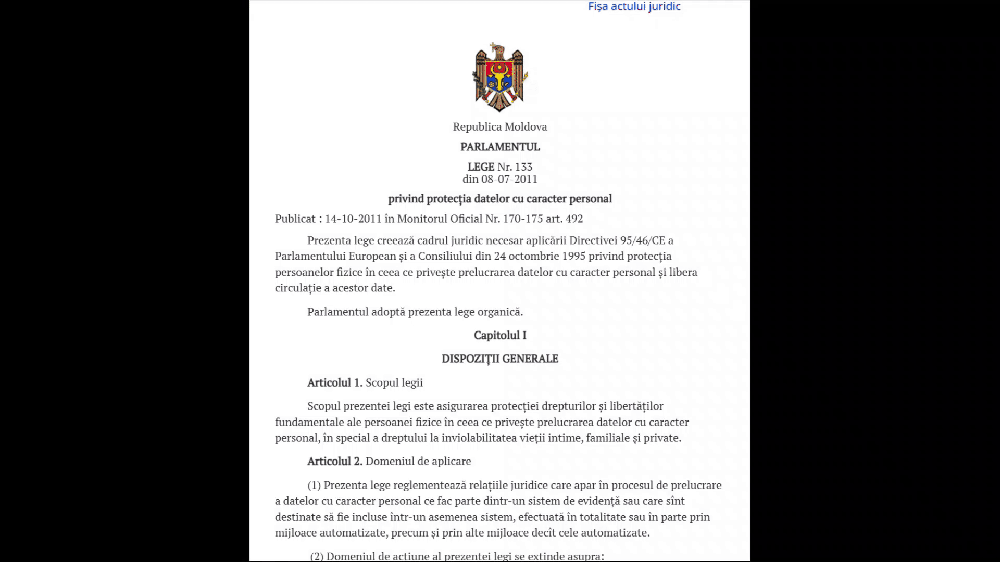 Fișa actului juridic
Republica Moldova
PARLAMENTUL
LEGE Nr. 133
din 08-07-2011
privind protecția datelor cu caracter personal
Publicat : 14-10-2011 în Monitorul Oficial Nr. 170-175 art. 492
Prezenta lege creează cadrul juridic necesar aplicării Directivei 95/46/CE a
Parlamentului European și a Consiliului din 24 octombrie 1995 privind protecția
persoanelor fizice în ceea ce privește prelucrarea datelor cu caracter personal și libera
circulație a acestor date.
Parlamentul adoptă prezenta lege organică.
Capitolul I
DISPOZIȚII GENERALE
Articolul 1. Scopul legii
Scopul prezentei legi este asigurarea protecției drepturilor și libertăților
fundamentale ale persoanei fizice în ceea ce privește prelucrarea datelor cu caracter
personal, în special a dreptului la inviolabilitatea vieții intime, familiale și private.
Articolul 2. Domeniul de aplicare
(1) Prezenta lege reglementează relațiile juridice care apar în procesul de prelucrare
a datelor cu caracter personal ce fac parte dintr-un sistem de evidență sau care sînt
destinate să fie incluse într-un asemenea sistem, efectuată în totalitate sau în parte prin
mijloace automatizate, precum și prin alte mijloace decît cele automatizate.
(2) Domeniul de acțiune al prezentei legi se extinde asupra: